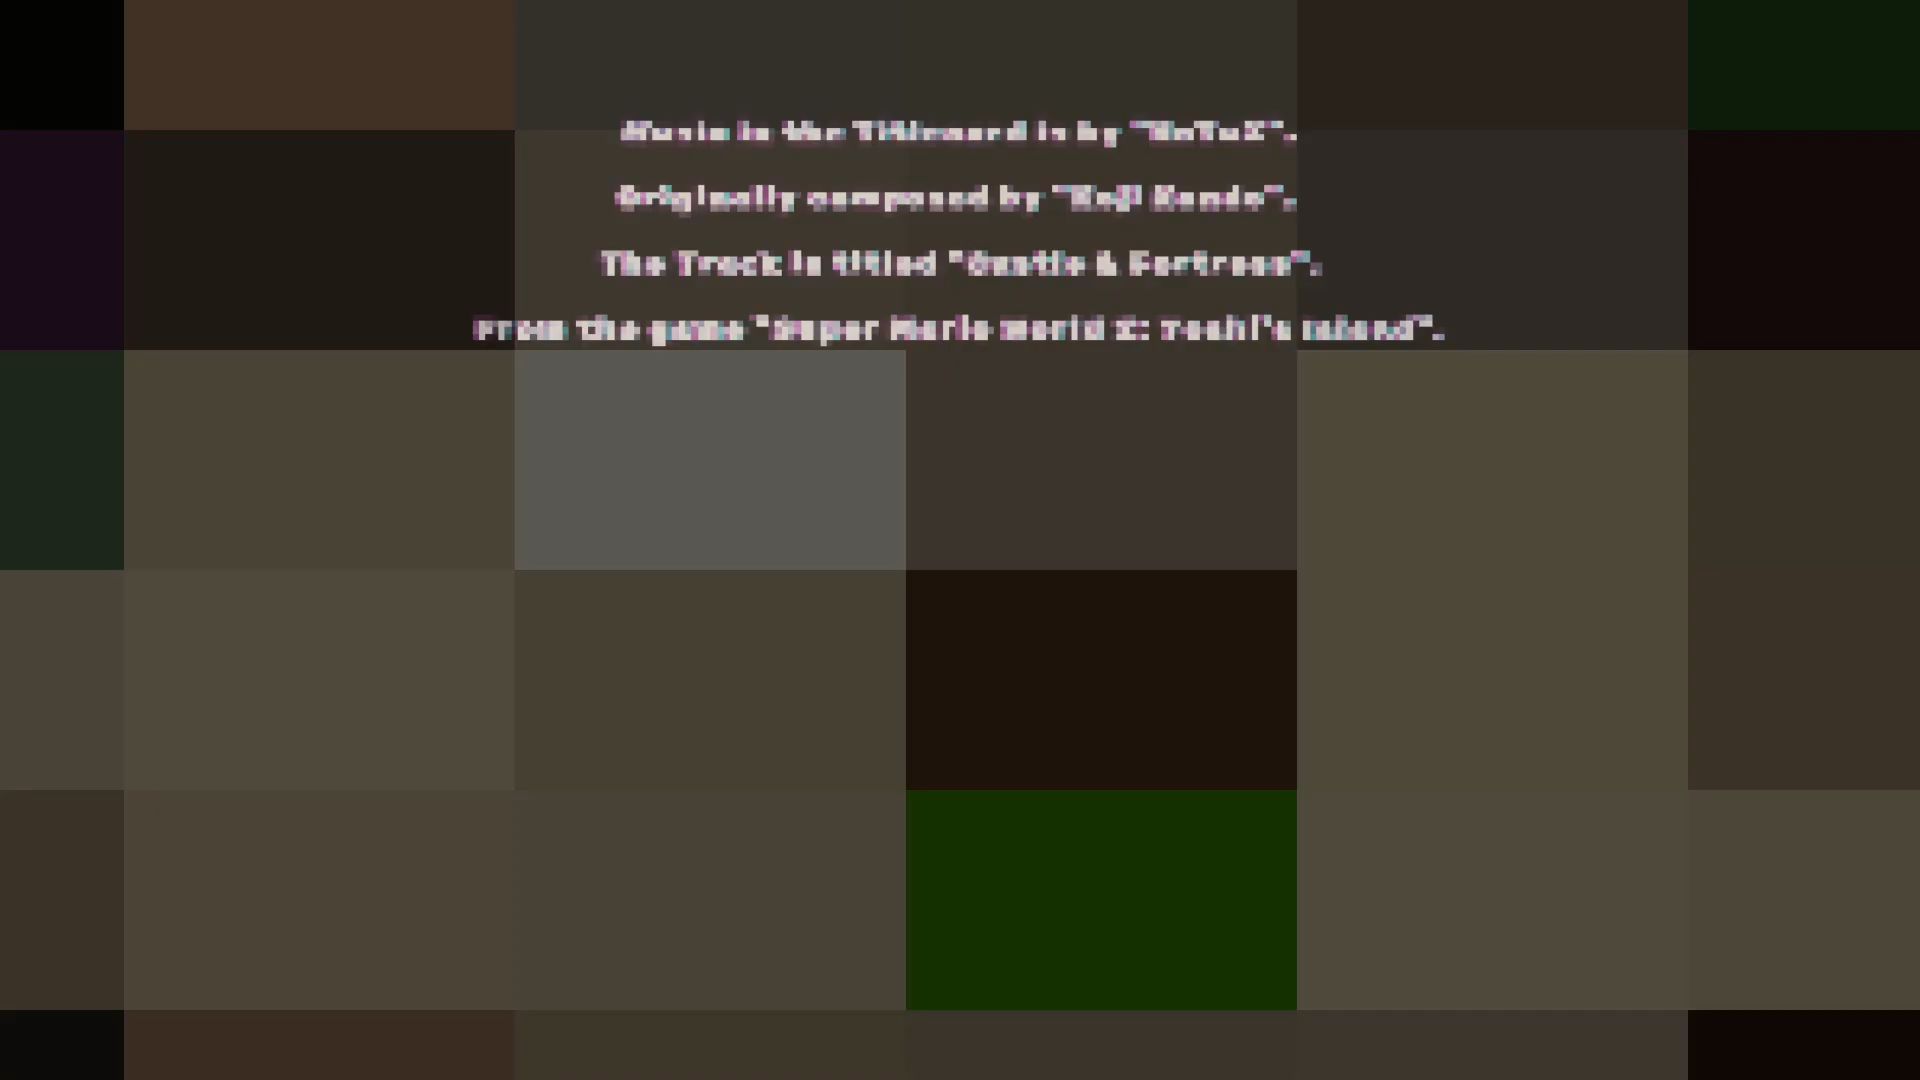 Music in the Titlecard is by
Originally composed by "Koji Kondo".
The Track is titled "Castle & Fortress".
From the game "Super Mario World 2: Yoshi's Island".